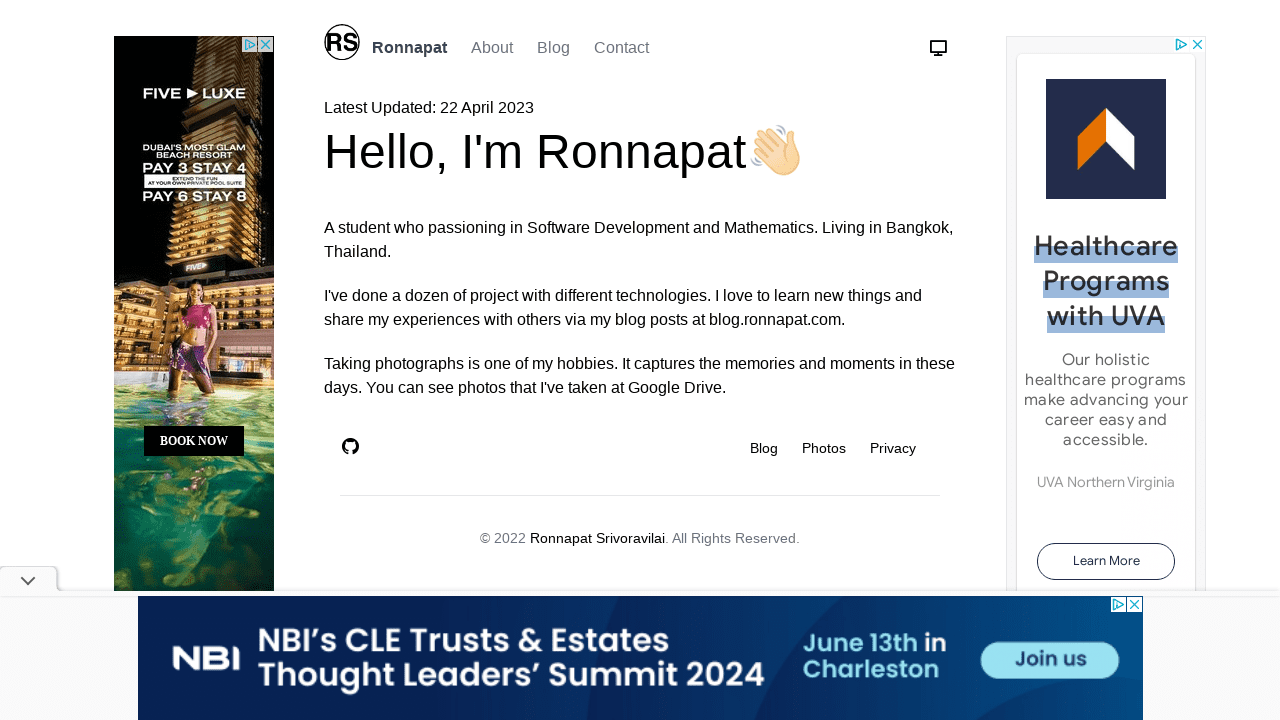 RS
Ronnapat About Blog Contact
Latest Updated: 22 April 2023
Hello, I'm Ronnapat
A student who passioning in Software Development and Mathematics. Living in Bangkok,
Thailand.
I've done a dozen of project with different technologies. I love to learn new things and
share my experiences with others via my blog posts at blog.ronnapat.com.
Taking photographs is one of my hobbies. It captures the memories and moments in these
days. You can see photos that I've taken at Google Drive.
Blog Photos Privacy
© 2022 Ronnapat Srivoravilai. All Rights Reserved.
FIVE LUXE
DUBAI'S MOST GLAM
BEACH RESORT
PAY 3 STAY 4
EXTEND THE FUN
AT YOUR OWN PRIVATE POOL SUITE
PAY 6 STAY 8
FIVE
BOOK NOW
Healthcare
Programs
with UVA
Our holistic
healthcare programs
make advancing your
career easy and
accessible.
UVA Northern Virginia
Learn More
NBI
NBI's CLE Trusts & Estates
Thought Leaders' Summit 2024
June 13th in
Charleston
Join us